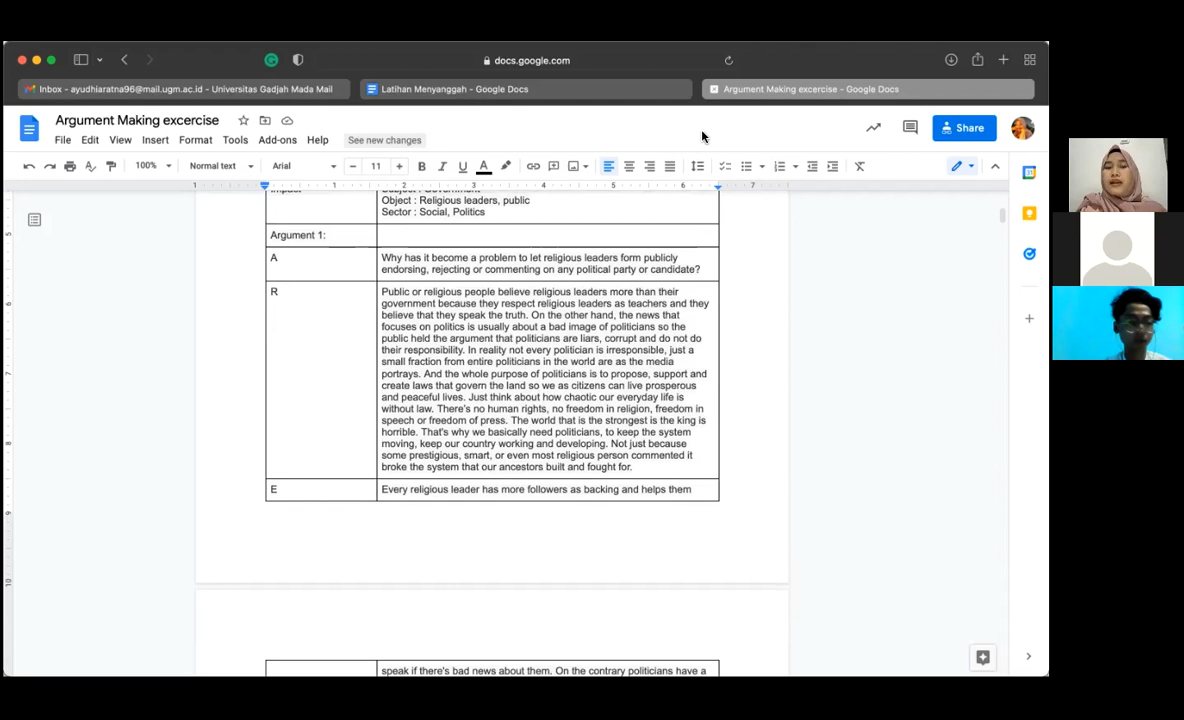 docs.google.com
Inbox - ayudhiaratna96@mail.ugm.ac.id - Universitas Gadjah Mada Mail
Latihan Menyanggah - Google Docs
Argument Making excercise - Google Docs
Argument Making excercise
File Edit View Insert Format Tools Add-ons Help See new changes
Share
100% Normal text Arial 11 B I U A
1 1 2 3 4 5 6 7
Object : Religious leaders, public
Sector : Social, Politics
Argument 1:
A
Why has it become a problem to let religious leaders form publicly
endorsing, rejecting or commenting on any political party or candidate?
R
Public or religious people believe religious leaders more than their
government because they respect religious leaders as teachers and they
believe that they speak the truth. On the other hand, the news that
focuses on politics is usually about a bad image of politicians so the
public held the argument that politicians are liars, corrupt and do not do
their responsibility. In reality not every politician is irresponsible, just a
small fraction from entire politicians in the world are as the media
portrays. And the whole purpose of politicians is to propose, support and
create laws that govern the land so we as citizens can live prosperous
and peaceful lives. Just think about how chaotic our everyday life is
without law. There's no human rights, no freedom in religion, freedom in
speech or freedom of press. The world that is the strongest is the king is
horrible. That's why we basically need politicians, to keep the system
moving, keep our country working and developing. Not just because
some prestigious, smart, or even most religious person commented it
broke the system that our ancestors built and fought for.
E
Every religious leader has more followers as backing and helps them
speak if there's bad news about them. On the contrary politicians have a
5
6
7
8
9
10